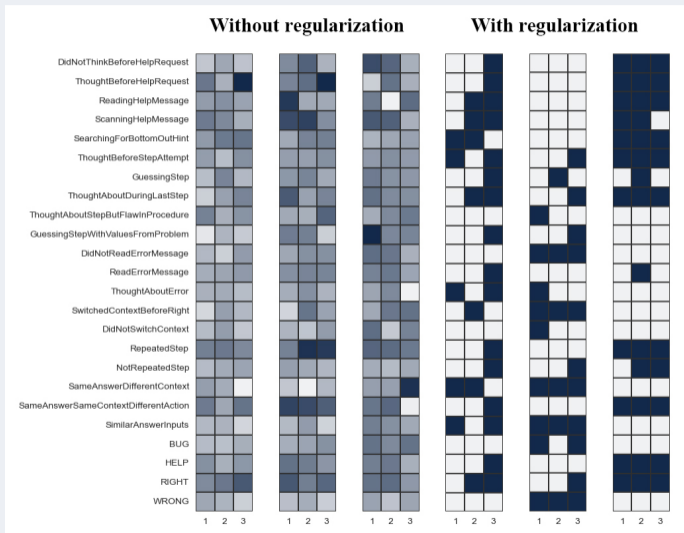 Without regularization
With regularization
DidNotThinkBeforeHelpRequest
ThoughtBeforeHelpRequest
ReadingHelpMessage
ScanningHelpMessage
SearchingForBottomOutHint
ThoughtBeforeStepAttempt
GuessingStep
ThoughtAboutDuringLastStep
ThoughtAboutStepButFlawInProcedure
GuessingStepWithValuesFromProblem
DidNotReadErrorMessage
ReadErrorMessage
ThoughtAboutError
SwitchedContextBeforeRight
DidNotSwitchContext
RepeatedStep
NotRepeatedStep
SameAnswerDifferentContext
SameAnswerSameContextDifferentAction
SimilarAnswerInputs
BUG
HELP
RIGHT
WRONG
1 2 3 1 2 3 1 2 3 1 2 3 1 2 3 1 2 3